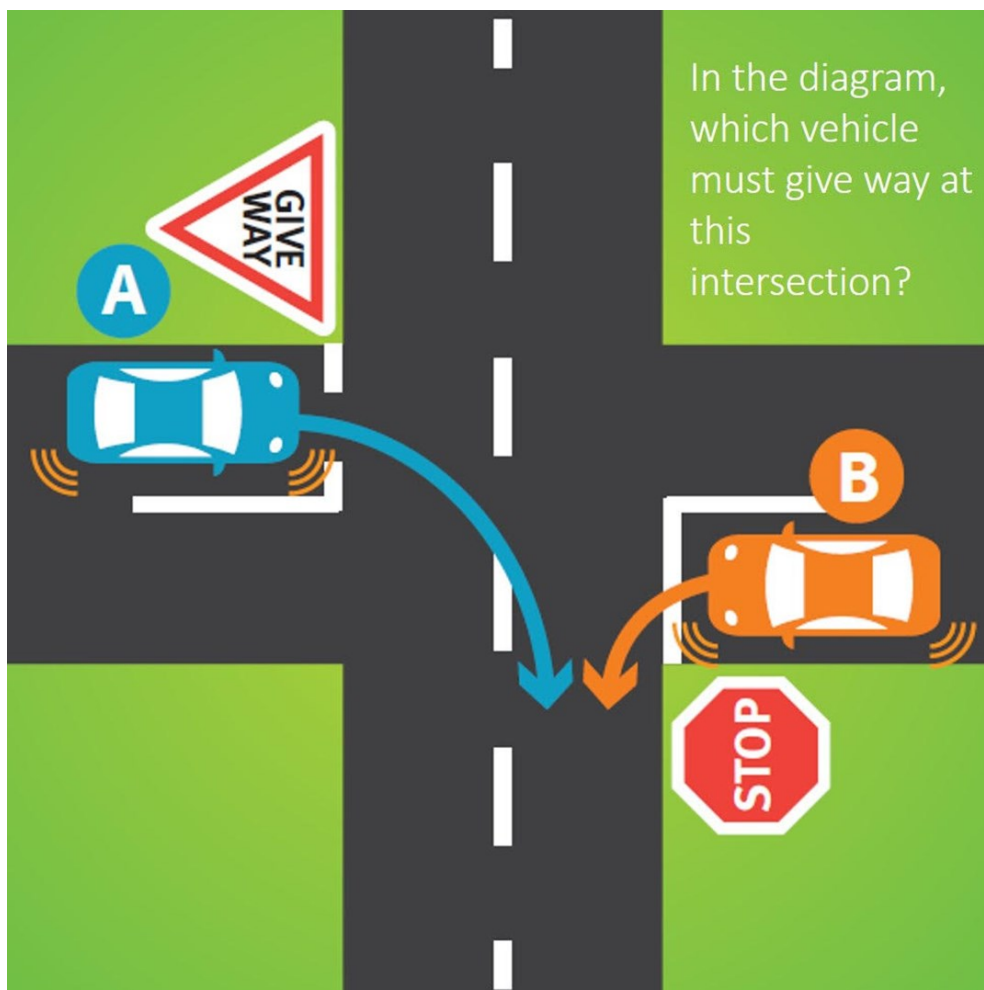 In the diagram,
which vehicle
must give way at
this
intersection?
GIVE
WAY
A
B
STOP